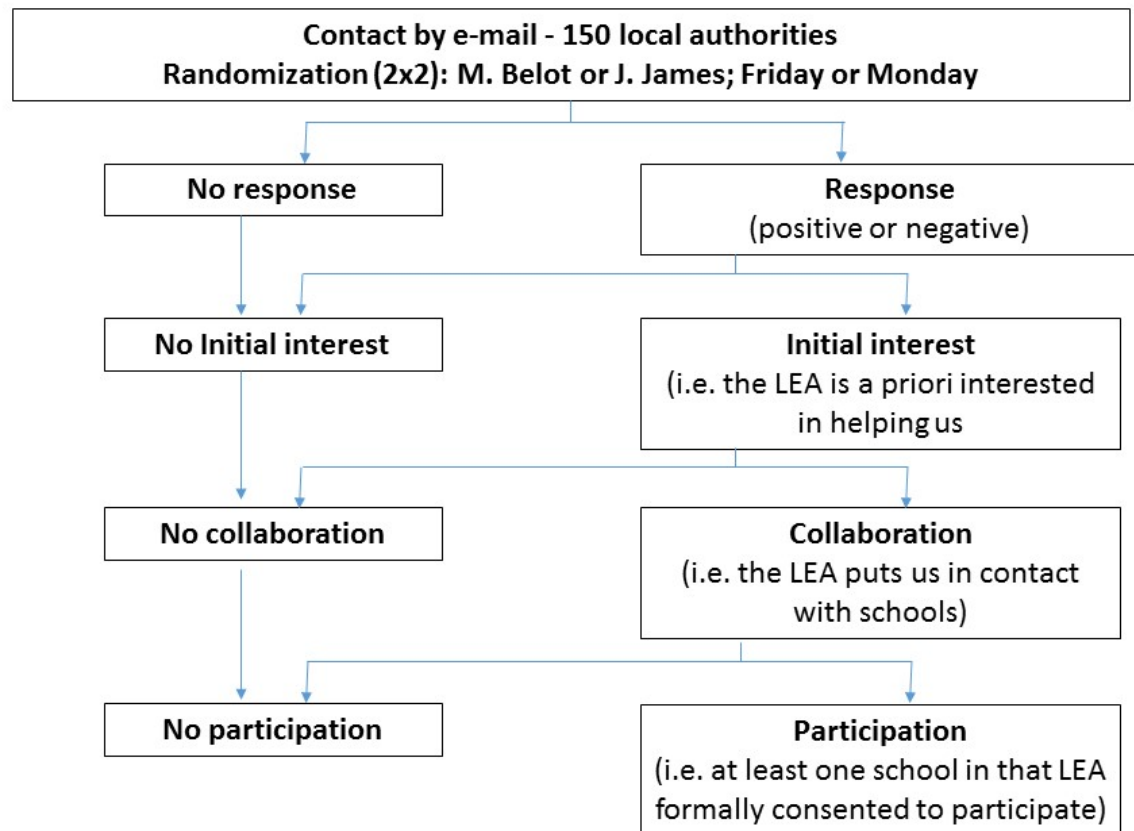 Contact by e-mail - 150 local authorities
Randomization (2x2): M. Belot or J. James; Friday or Monday
No response
Response
(positive or negative)
No Initial interest
Initial interest
(i.e. the LEA is a priori interested
in helping us
No collaboration
Collaboration
(i.e. the LEA puts us in contact
with schools)
No participation
Participation
(i.e. at least one school in that LEA
formally consented to participate)